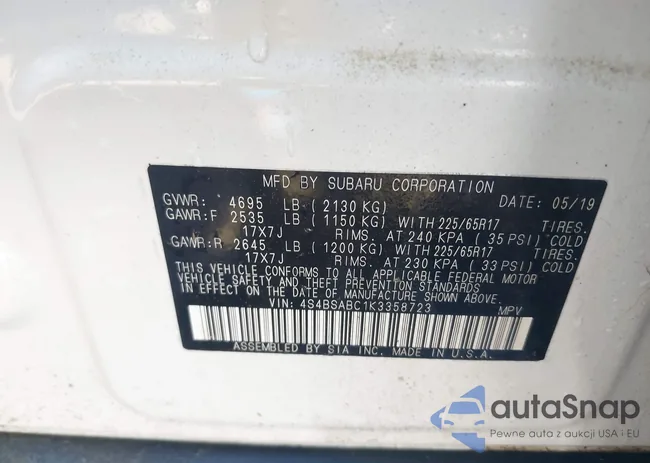 MFD BY SUBARU CORPORATION
GVWR: 4695 LB (2130 KG) DATE: 05/19
GAWR:F 2535 LB (1150 KG) WITH 225/65R17 TIRES.
17X7J RIMS. AT 240 KPA (35 PSI) COLD
GAWR:R 2645 LB (1200 KG) WITH 225/65R17 TIRES.
17X7J RIMS. AT 230 KPA (33 PSI) COLD
THIS VEHICLE CONFORMS TO ALL APPLICABLE FEDERAL MOTOR
VEHICLE SAFETY AND THEFT PREVENTION STANDARDS
IN EFFECT ON THE DATE OF MANUFACTURE SHOWN ABOVE.
VIN: 4S4BSABC1K3358723 MPV
ASSEMBLED BY SIA INC. MADE IN U.S.A.
autaSnap
Pewne auta z aukcji USA i EU